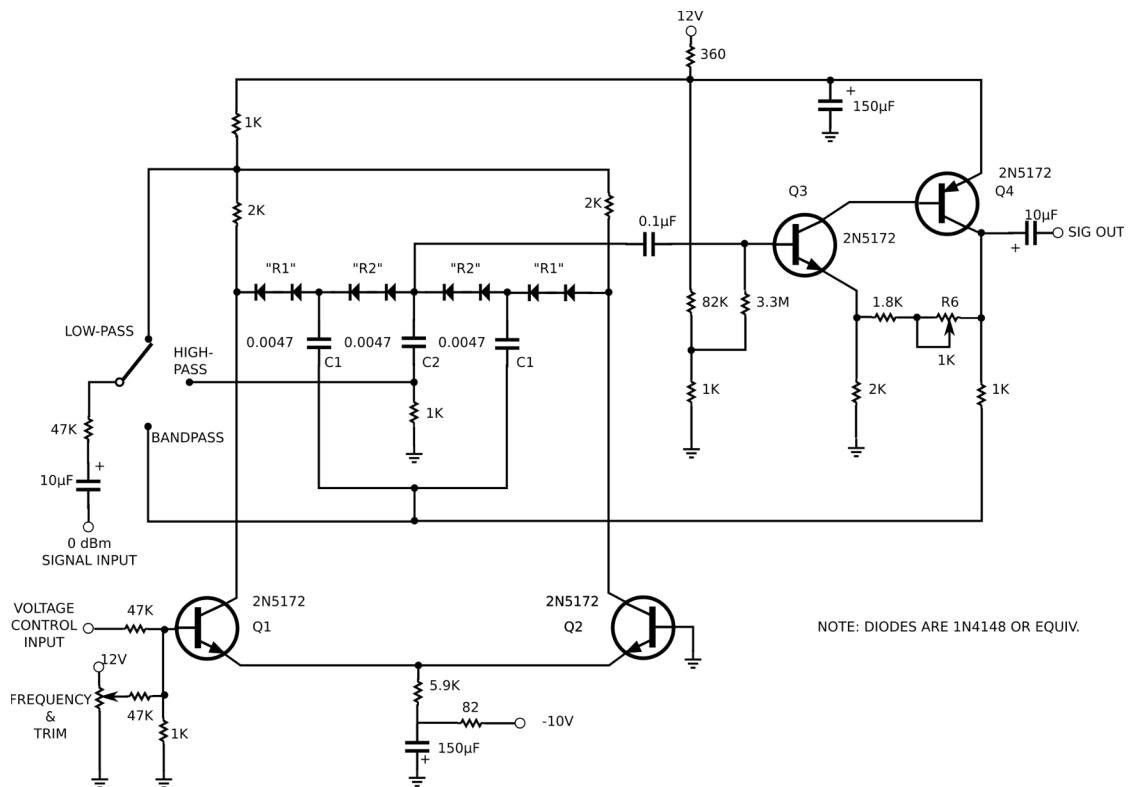 12V
360
+
150µF
1K
2N5172
Q4
Q3
2K
2K
0.1µF
2N5172
10µF
+
SIG OUT
"R1"
"R2"
"R2"
"R1"
82K
3.3M
1.8K
R6
1K
LOW-PASS
0.0047
0.0047
0.0047
C1
C2
C1
HIGH-
PASS
1K
1K
2K
1K
47K
BANDPASS
+
10µF
0 dBm
SIGNAL INPUT
2N5172
Q1
2N5172
Q2
VOLTAGE
CONTROL
INPUT
47K
NOTE: DIODES ARE 1N4148 OR EQUIV.
12V
FREQUENCY
&
TRIM
47K
1K
5.9K
82
-10V
150µF
+